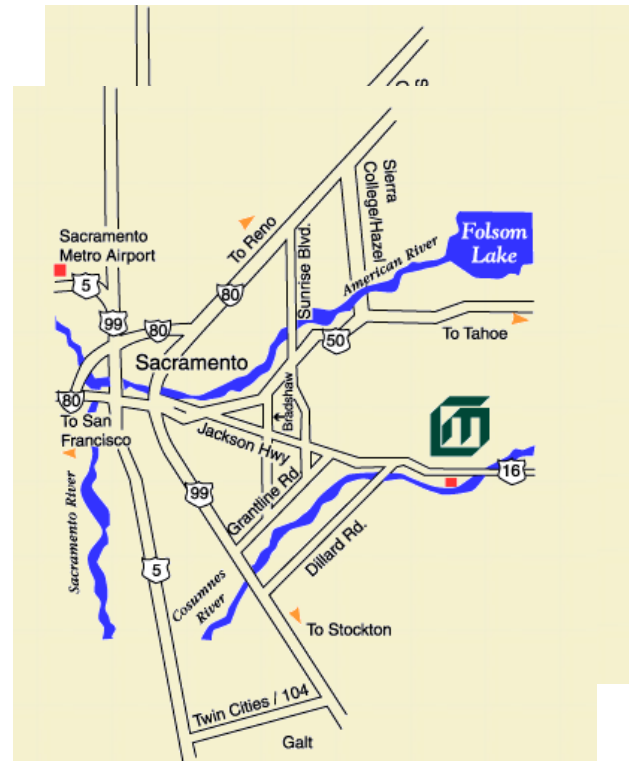 Sierra
College/Hazel
To Reno
Sunrise Blvd.
American River
Folsom
Lake
Sacramento
Metro Airport
5
99
80
80
50
To Tahoe
Sacramento
80
Bradshaw
To San
Francisco
Jackson Hwy
16
99
Grantline Rd.
Sacramento River
Dillard Rd.
5
Cosumnes
River
To Stockton
Twin Cities / 104
Galt